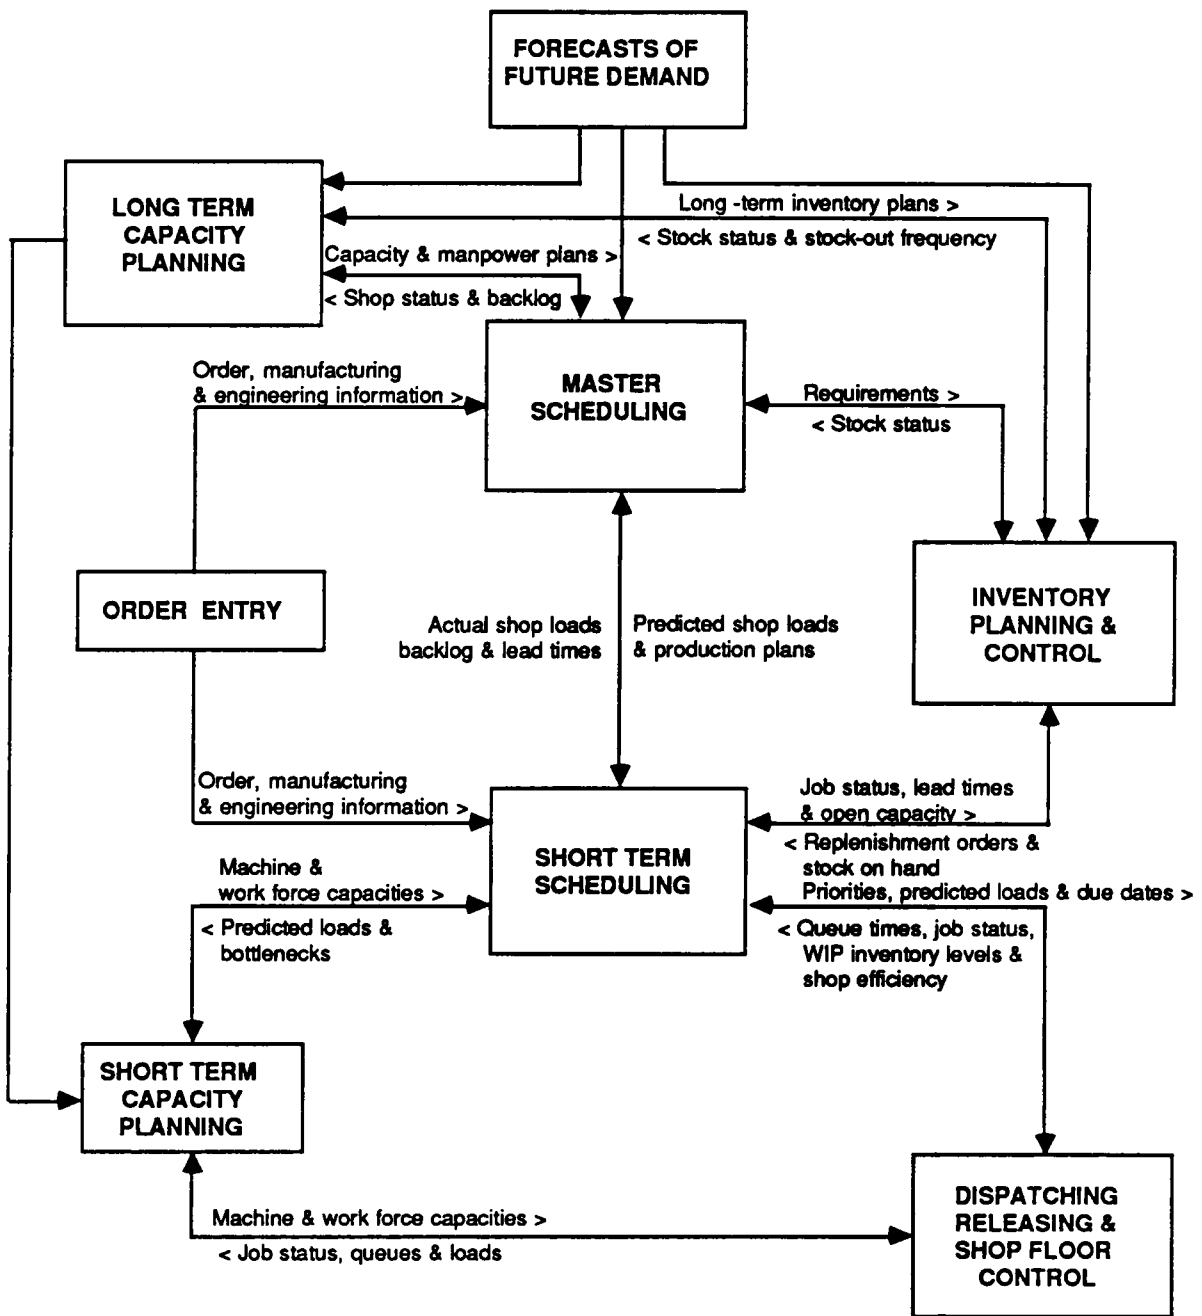 FORECASTS OF
FUTURE DEMAND
LONG TERM
CAPACITY
PLANNING
Long -term inventory plans >
< Stock status & stock-out frequency
Capacity & manpower plans >
< Shop status & backlog
Order, manufacturing
& engineering information >
MASTER
SCHEDULING
Requirements >
< Stock status
ORDER ENTRY
Actual shop loads
backlog & lead times
Predicted shop loads
& production plans
INVENTORY
PLANNING &
CONTROL
Order, manufacturing
& engineering information >
Machine &
work force capacities >
< Predicted loads &
bottlenecks
SHORT TERM
SCHEDULING
Job status, lead times
& open capacity >
< Replenishment orders &
stock on hand
Priorities, predicted loads & due dates >
< Queue times, job status,
WIP inventory levels &
shop efficiency
SHORT TERM
CAPACITY
PLANNING
Machine & work force capacities >
< Job status, queues & loads
DISPATCHING
RELEASING &
SHOP FLOOR
CONTROL